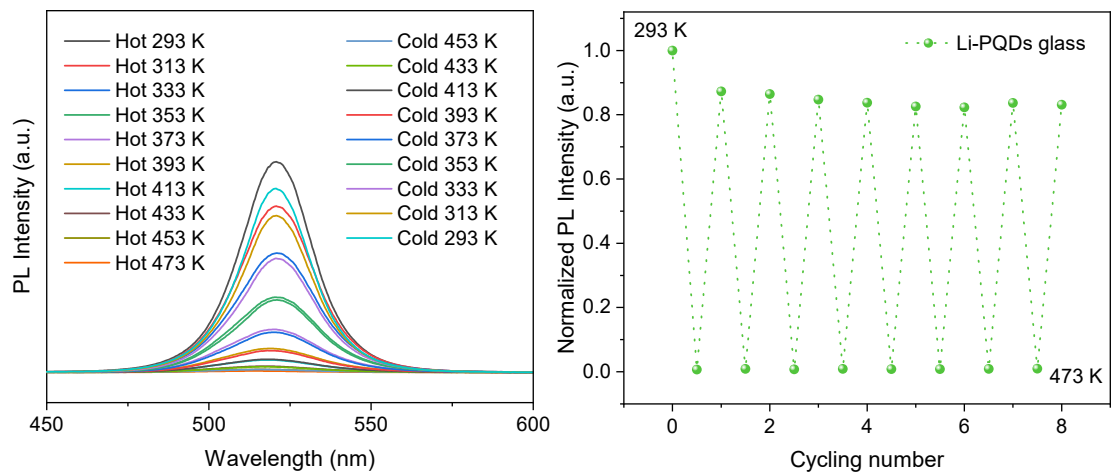 Hot 293 K
Hot 313 K
Hot 333 K
Hot 353 K
Hot 373 K
Hot 393 K
Hot 413 K
Hot 433 K
Hot 453 K
Hot 473 K
Cold 453 K
Cold 433 K
Cold 413 K
Cold 393 K
Cold 373 K
Cold 353 K
Cold 333 K
Cold 313 K
Cold 293 K
PL Intensity (a.u.)
450 500 550 600
Wavelength (nm)
293 K
Li-PQDs glass
1.0
0.8
0.6
0.4
0.2
0.0
Normalized PL Intensity (a.u.)
473 K
0 2 4 6 8
Cycling number